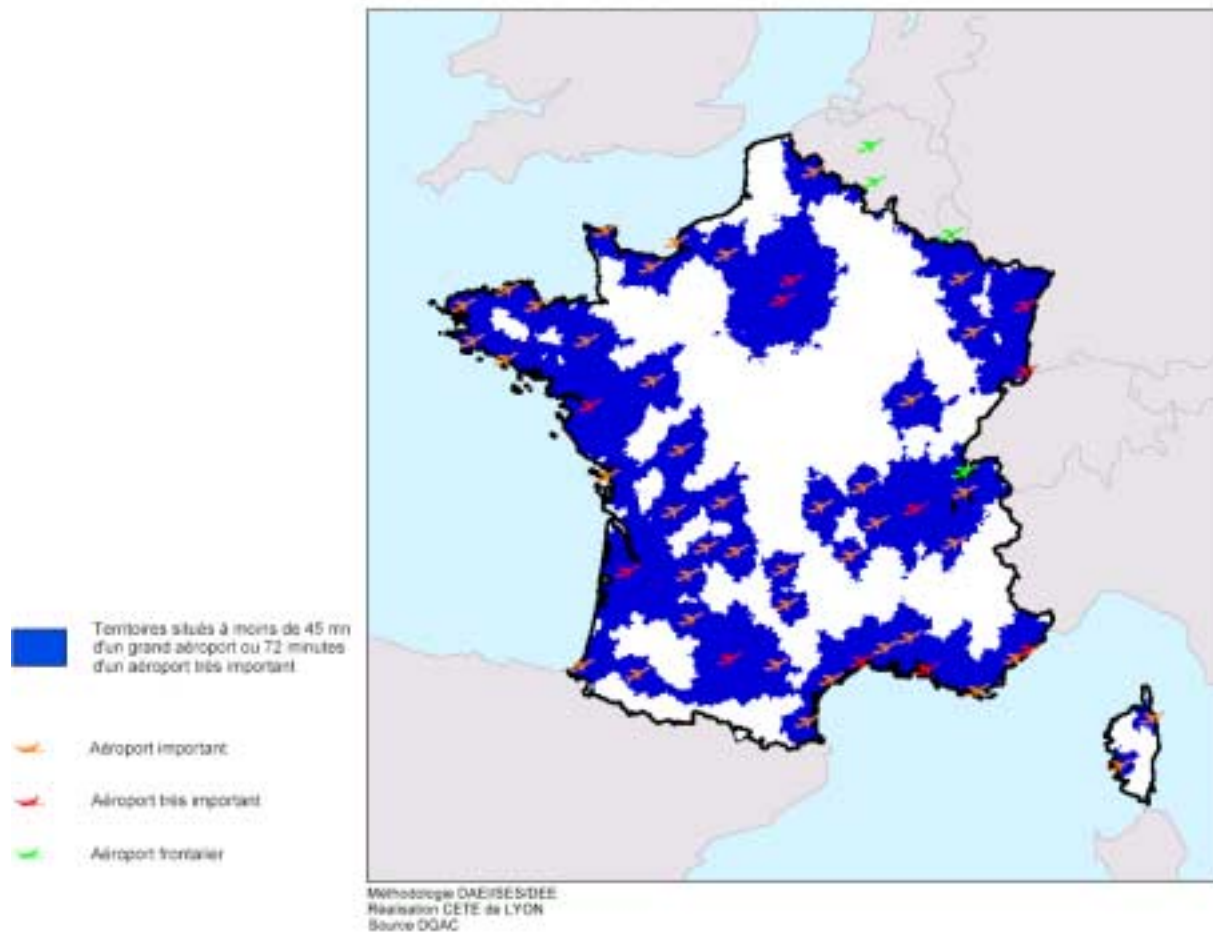 Territoires situés à moins de 45 mn
d'un grand aéroport ou 72 minutes
d'un aéroport très important
Aéroport important
Aéroport très important
Aéroport frontalier
Méthodologie DAEI/SES/DEE
Réalisation CETE de LYON
Source DGAC